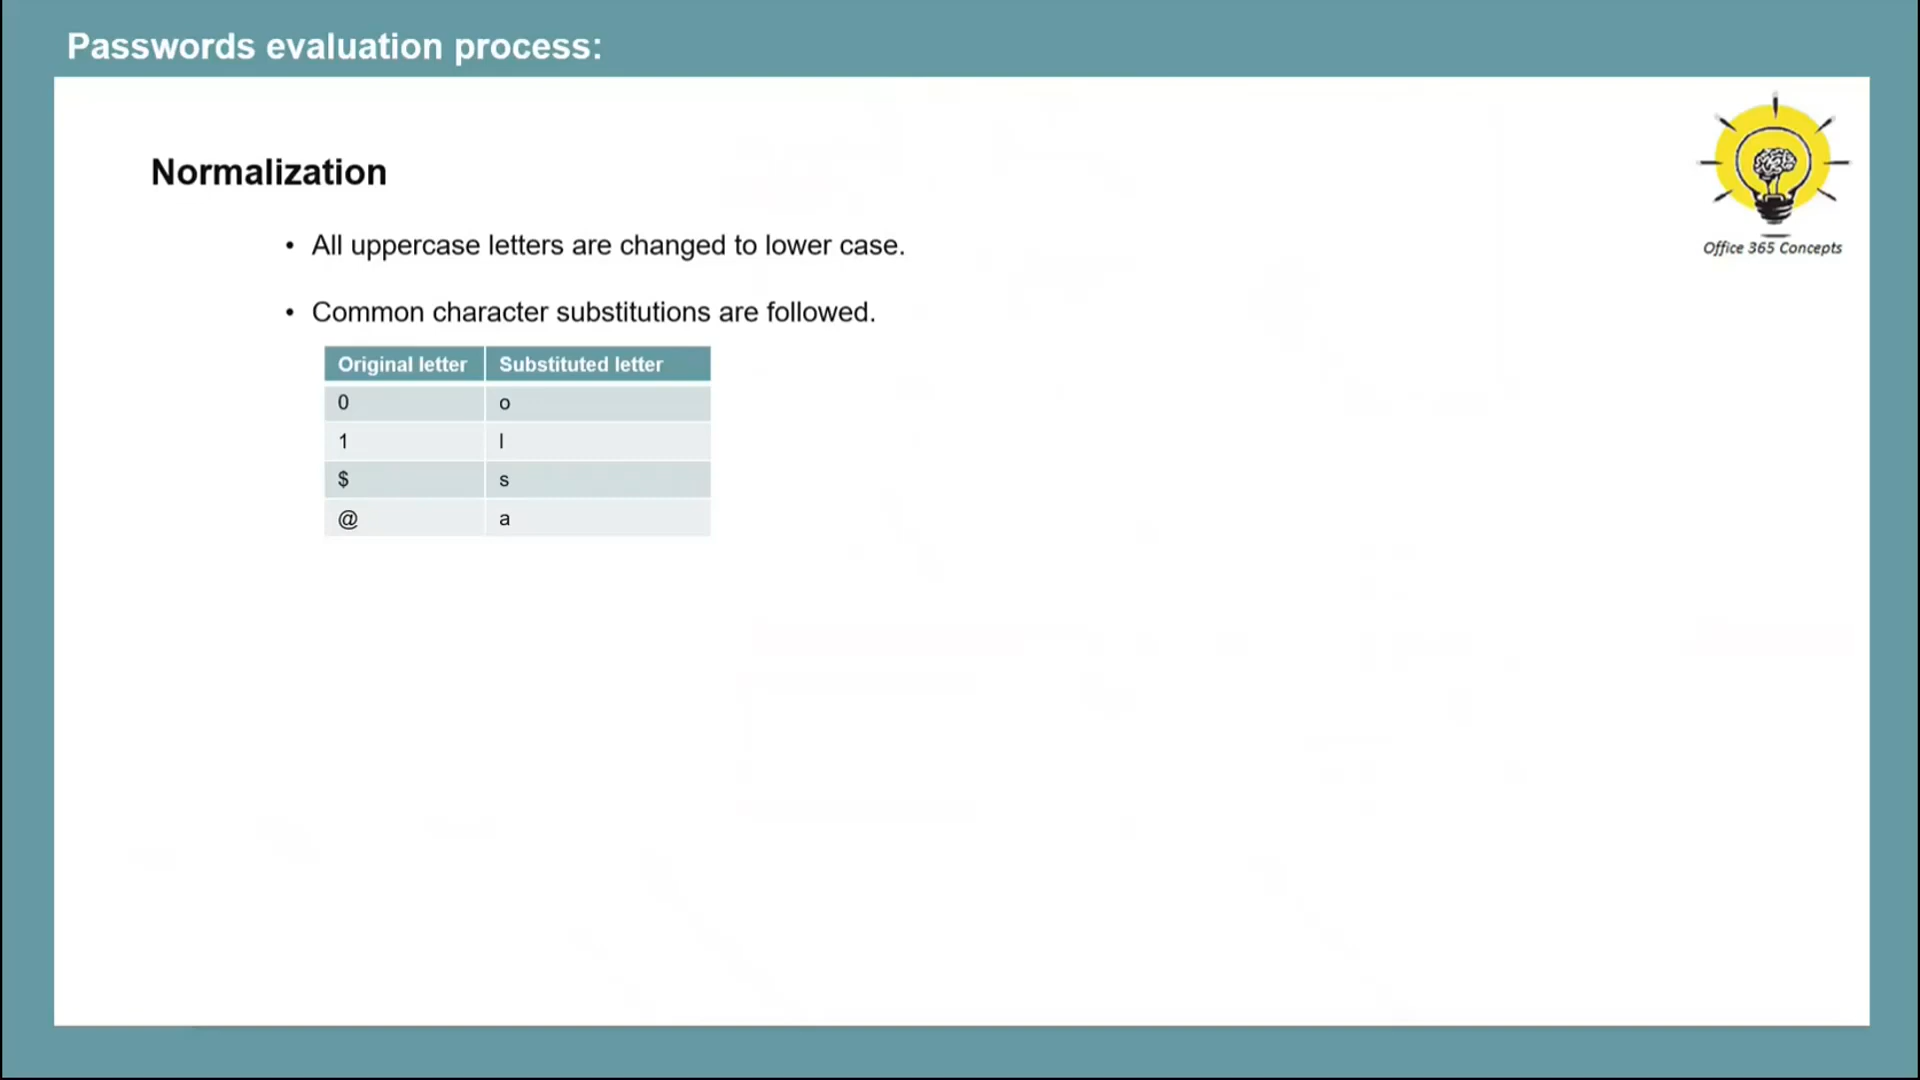 Passwords evaluation process:
Office 365 Concepts
Normalization
• All uppercase letters are changed to lower case.
• Common character substitutions are followed.
Original letter Substituted letter
0 o
1 l
$ s
@ a